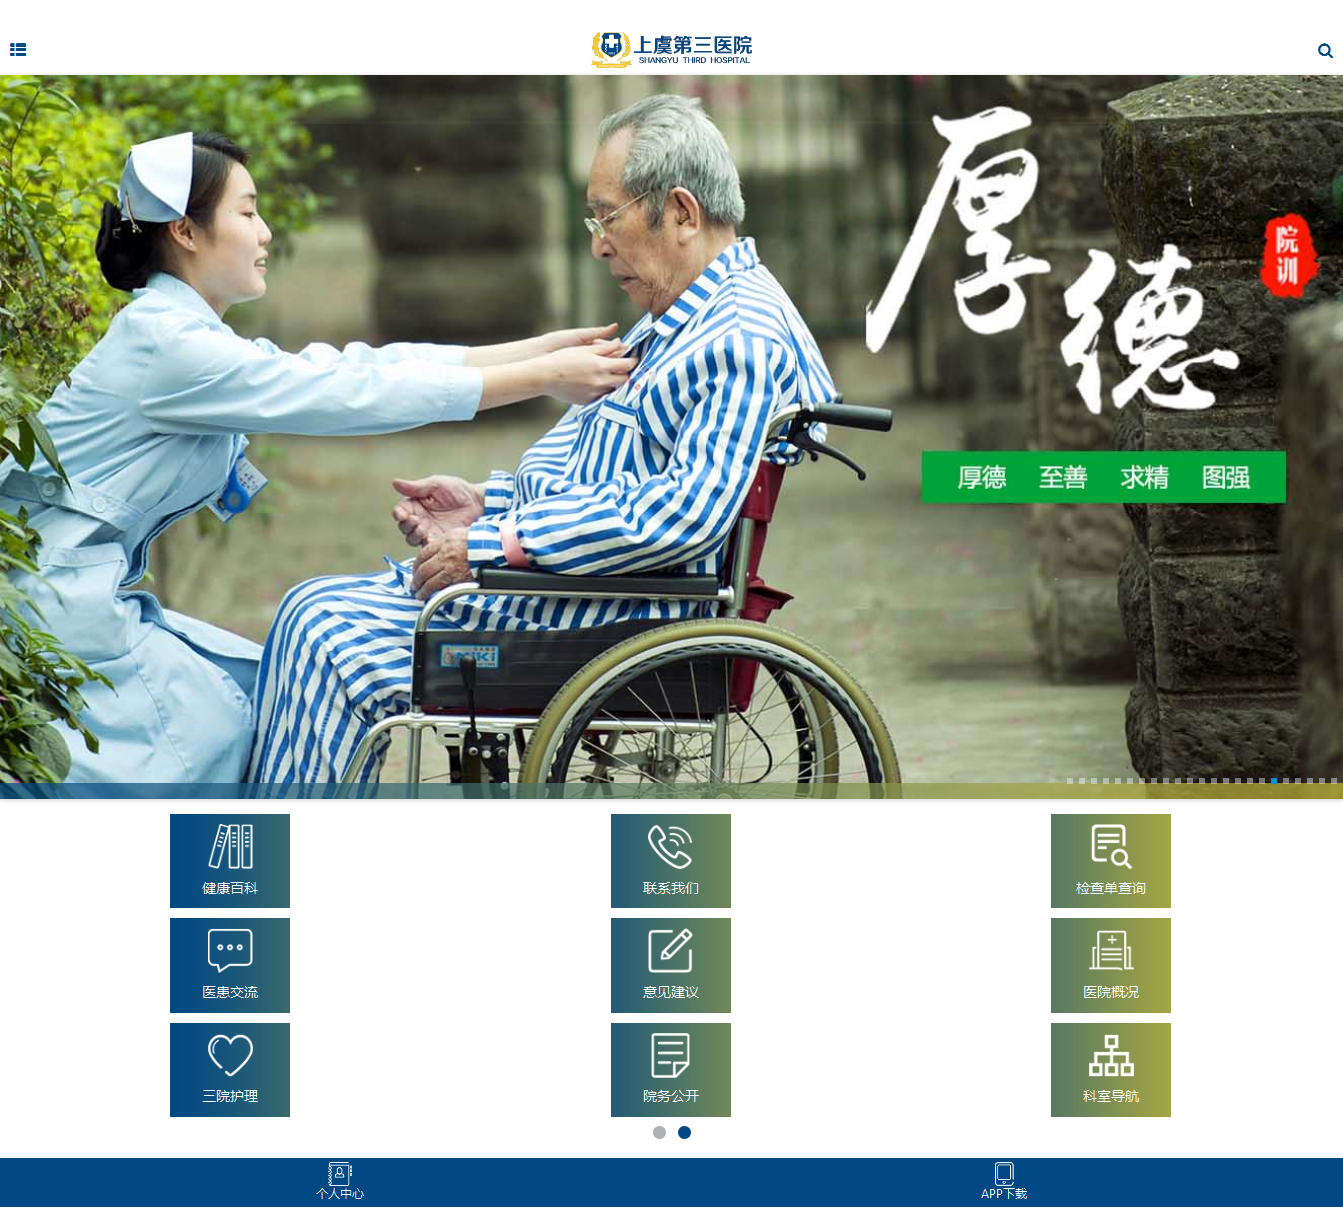 上虞第三医院
SHANGYU THIRD HOSPITAL
厚德
院训
厚德 至善 求精 图强
健康百科 联系我们 检查单查询
医患交流 意见建议 医院概况
三院护理 院务公开 科室导航
个人中心 APP下载